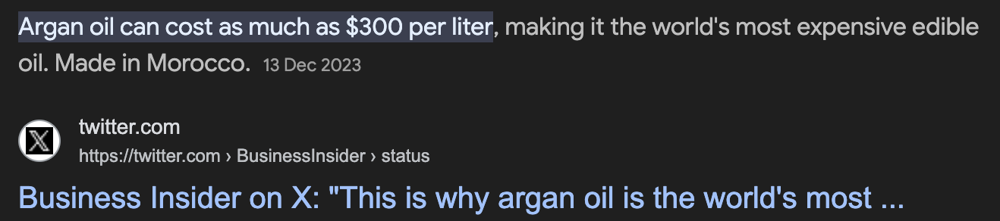 Argan oil can cost as much as $300 per liter, making it the world's most expensive edible
oil. Made in Morocco. 13 Dec 2023
twitter.com
https://twitter.com › BusinessInsider › status
Business Insider on X: "This is why argan oil is the world's most ...